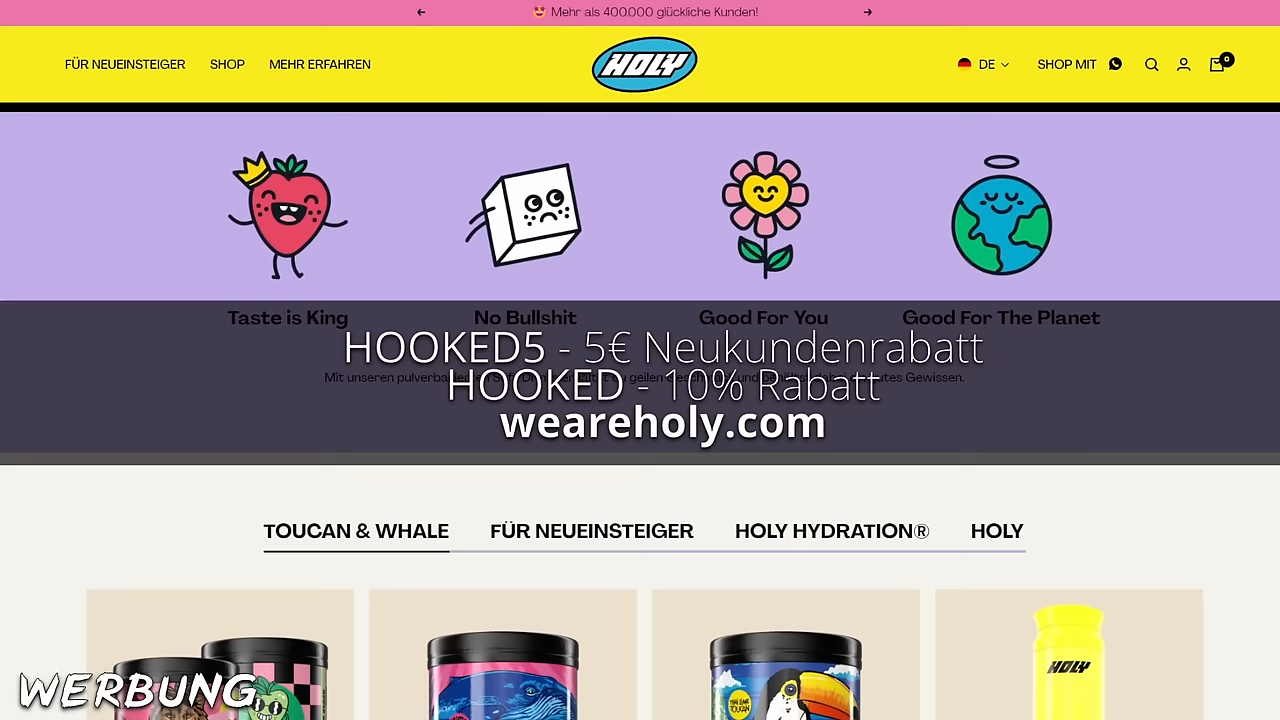 Mehr als 400.000 glückliche Kunden!
FÜR NEUEINSTEIGER SHOP MEHR ERFAHREN
HOLY
DE SHOP MIT 0
Taste is King No Bullshit Good For You Good For The Planet
HOOKED5 - 5€ Neukundenrabatt
Mit unseren
HOOKED - 10% Rabatt
weareholy.com
TOUCAN & WHALE FÜR NEUEINSTEIGER HOLY HYDRATION® HOLY
HOLY
WERBUNG